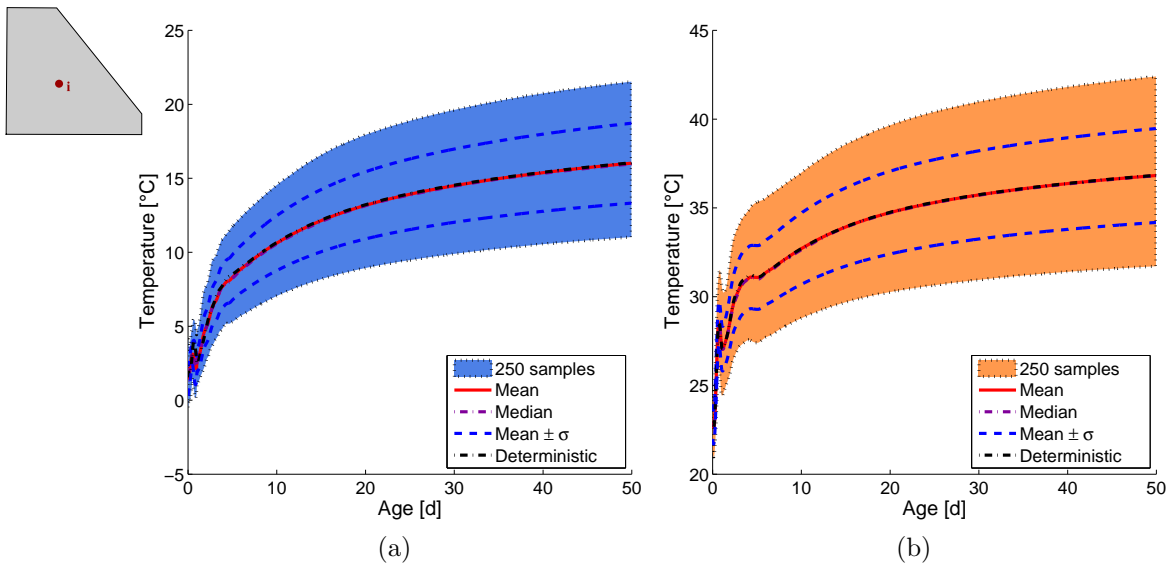 i
25
20
15
10
5
0
−5
Temperature [°C]
0 10 20 30 40 50
Age [d]
250 samples
Mean
Median
Mean ± σ
Deterministic
(a)
45
40
35
30
25
20
Temperature [°C]
0 10 20 30 40 50
Age [d]
250 samples
Mean
Median
Mean ± σ
Deterministic
(b)